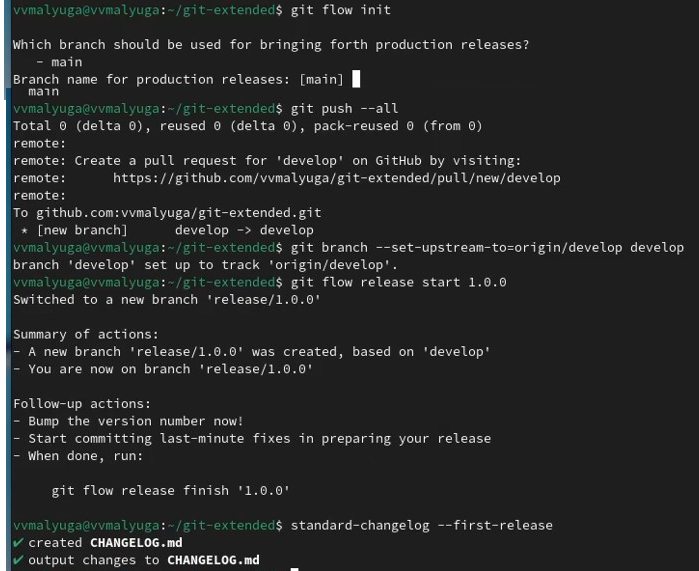 vvmalyuga@vvmalyuga:~/git-extended$ git flow init
Which branch should be used for bringing forth production releases?
- main
Branch name for production releases: [main]
main
vvmalyuga@vvmalyuga:~/git-extended$ git push --all
Total 0 (delta 0), reused 0 (delta 0), pack-reused 0 (from 0)
remote:
remote: Create a pull request for 'develop' on GitHub by visiting:
remote:      https://github.com/vvmalyuga/git-extended/pull/new/develop
remote:
To github.com:vvmalyuga/git-extended.git
* [new branch]      develop -> develop
vvmalyuga@vvmalyuga:~/git-extended$ git branch --set-upstream-to=origin/develop develop
branch 'develop' set up to track 'origin/develop'.
vvmalyuga@vvmalyuga:~/git-extended$ git flow release start 1.0.0
Switched to a new branch 'release/1.0.0'
Summary of actions:
- A new branch 'release/1.0.0' was created, based on 'develop'
- You are now on branch 'release/1.0.0'
Follow-up actions:
- Bump the version number now!
- Start committing last-minute fixes in preparing your release
- When done, run:
git flow release finish '1.0.0'
vvmalyuga@vvmalyuga:~/git-extended$ standard-changelog --first-release
✔ created CHANGELOG.md
✔ output changes to CHANGELOG.md